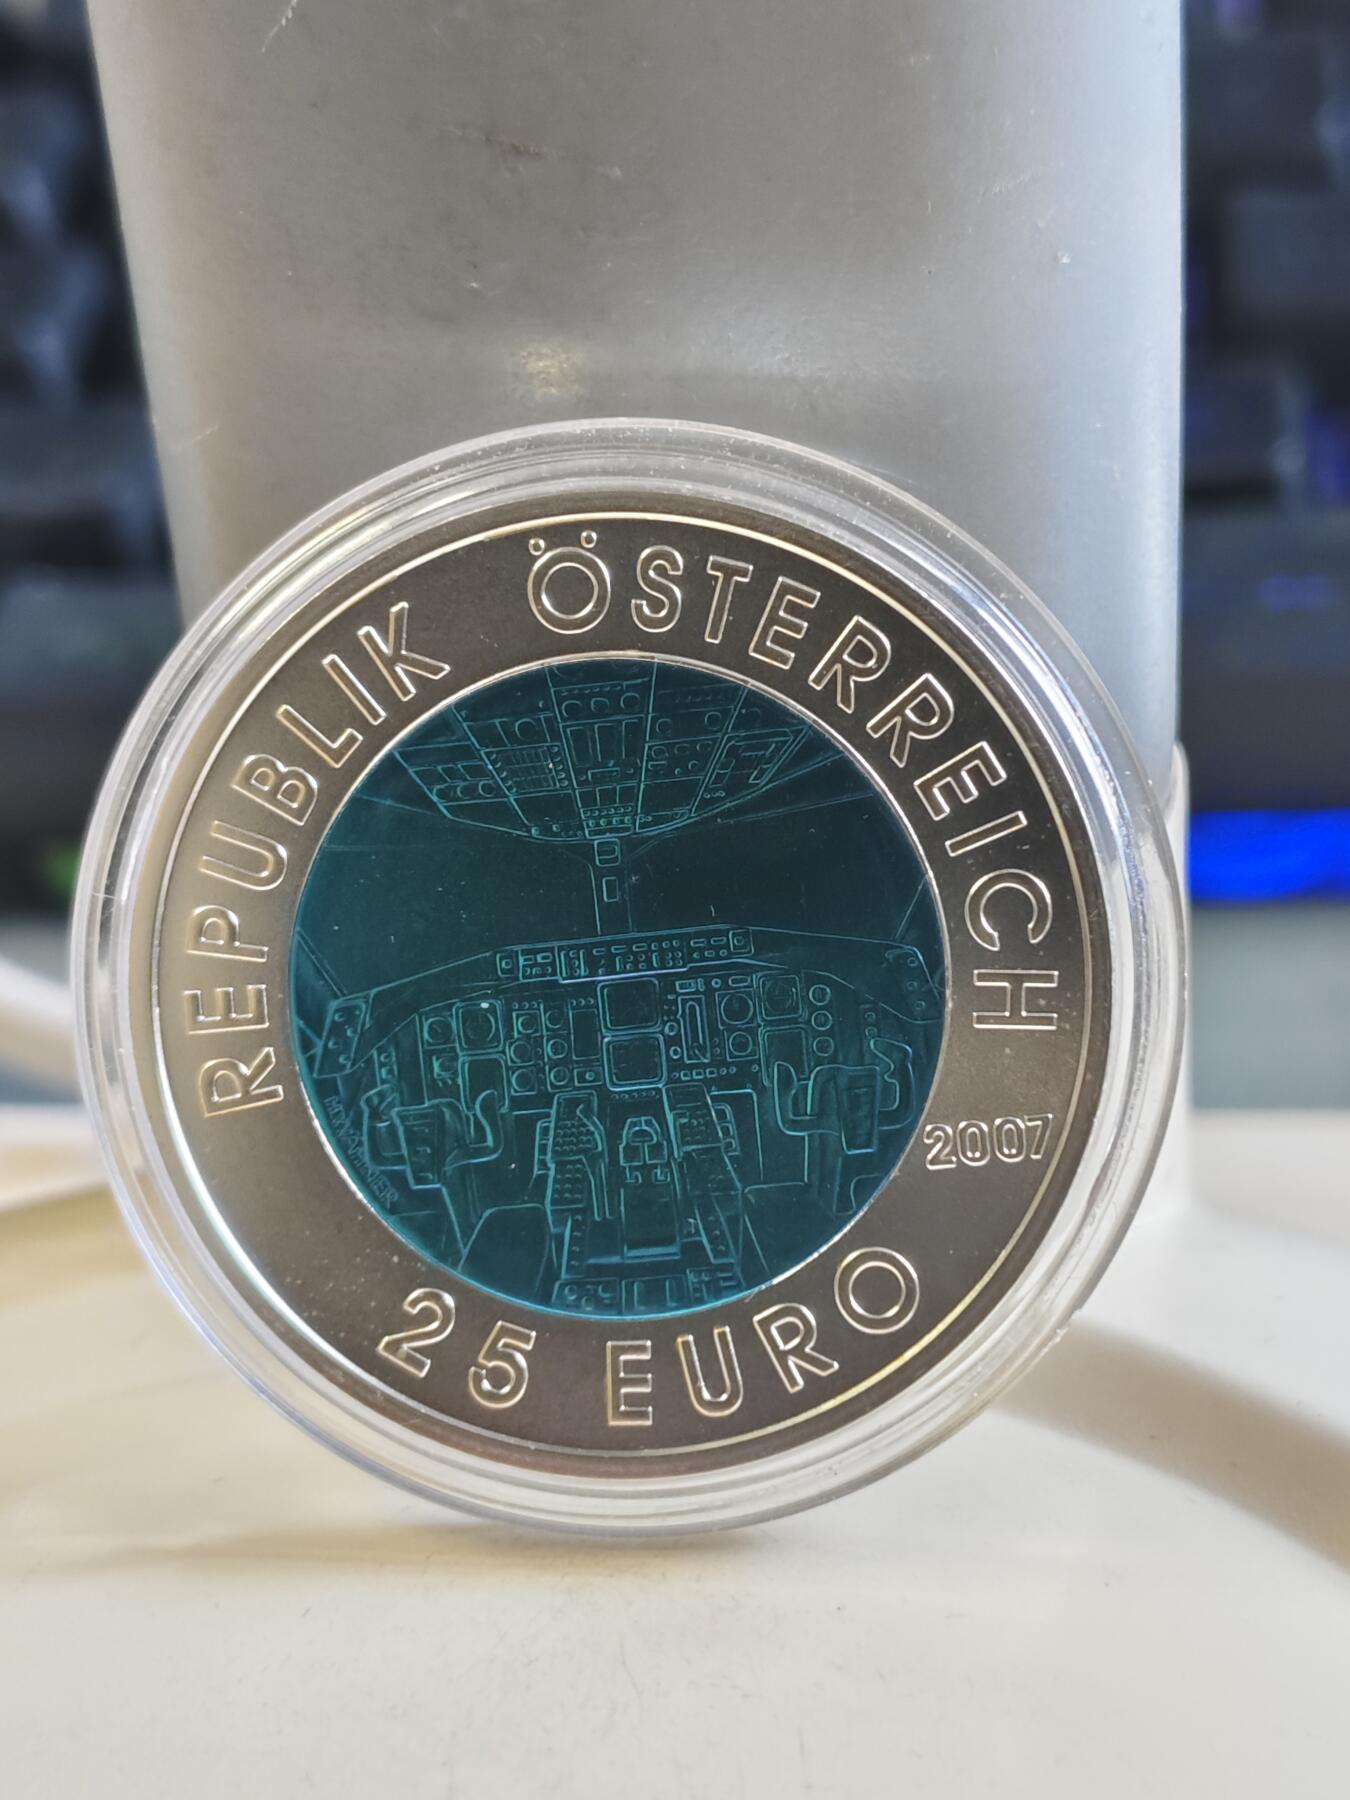 REPUBLIK ÖSTERREICH
2007
25 EURO